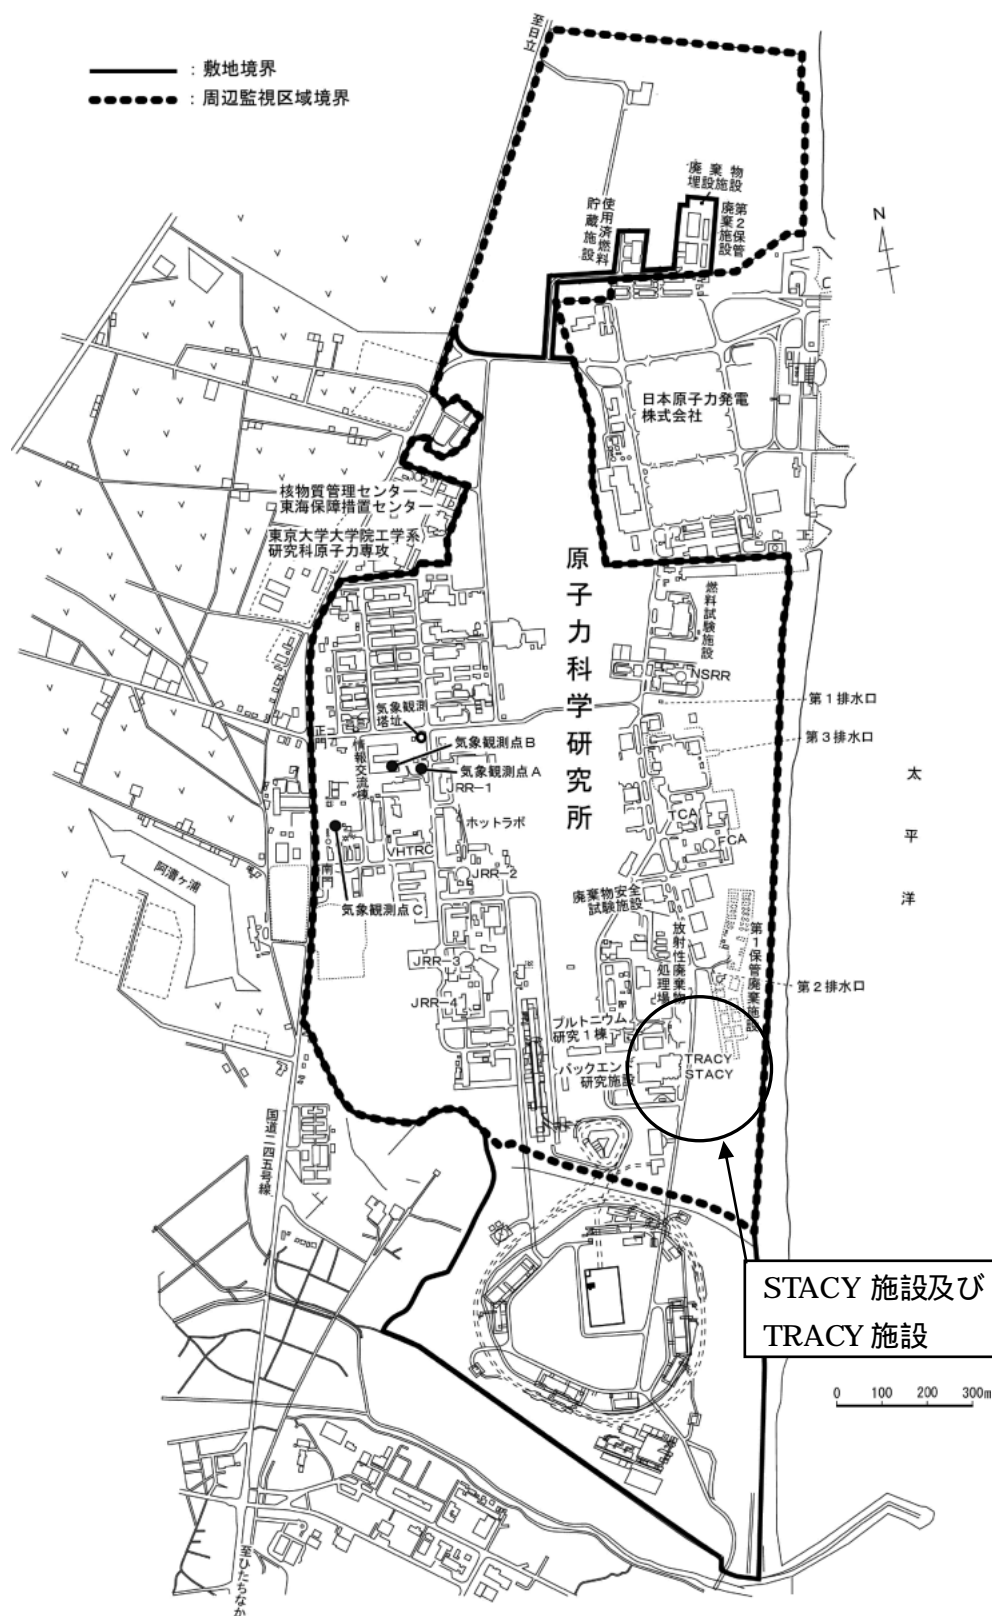 至日立
：敷地境界
：周辺監視区域境界
廃棄物
埋設施設
第2保管
廃棄施設
使用済燃料
貯蔵施設
N
日本原子力発電
株式会社
核物質管理センター
東海保障措置センター
東京大学大学院工学系
研究科原子力専攻
原子力科学研究所
燃料試験施設
NSRR
第1排水口
気象観測
塔址
正門
情報交流棟
気象観測点B
気象観測点A
第3排水口
RR-1
太平洋
ホットラボ
TCA
FCA
VHTRC
阿漕ヶ浦
南門
JRR-2
気象観測点C
廃棄物安全
試験施設
放射性廃棄物
処理場
第1保管廃棄施設
JRR-3
第2排水口
JRR-4
プルトニウム
研究1棟
TRACY
STACY
バックエンド
研究施設
国道二四五号線
STACY 施設及び
TRACY 施設
0 100 200 300m
至ひたちなか